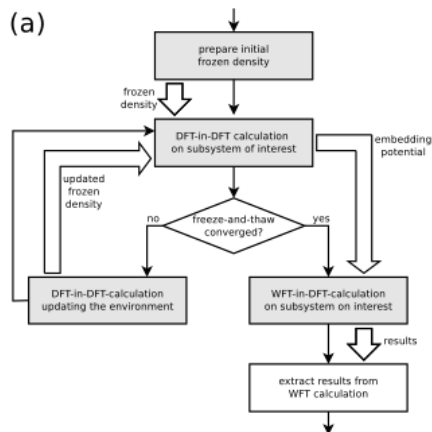 (a)
prepare initial
frozen density
frozen
density
DFT-in-DFT calculation
on subsystem of interest
embedding
potential
updated
frozen
density
no
freeze-and-thaw
converged?
yes
DFT-in-DFT-calculation
updating the environment
WFT-in-DFT-calculation
on subsystem on interest
results
extract results from
WFT calculation